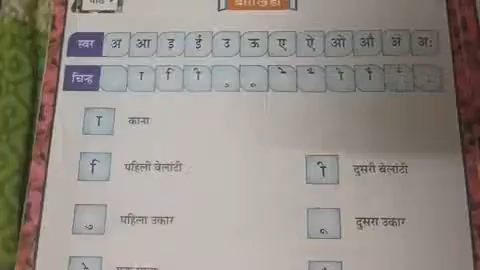 बाराखडी
स्वर अ आ इ ई उ ऊ ए ऐ ओ औ अं अः
चिन्ह ा ि ी ु ू े ै ो ौ ं ः
ा काना
ि पहिली वेलांटी ी दुसरी वेलांटी
ु पहिला उकार ू दुसरा उकार